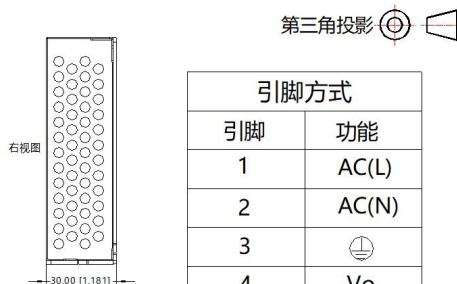 第三角投影
引脚方式
引脚 功能
1 AC(L)
2 AC(N)
3
4 Vo
右视图
30.00 [1.181]